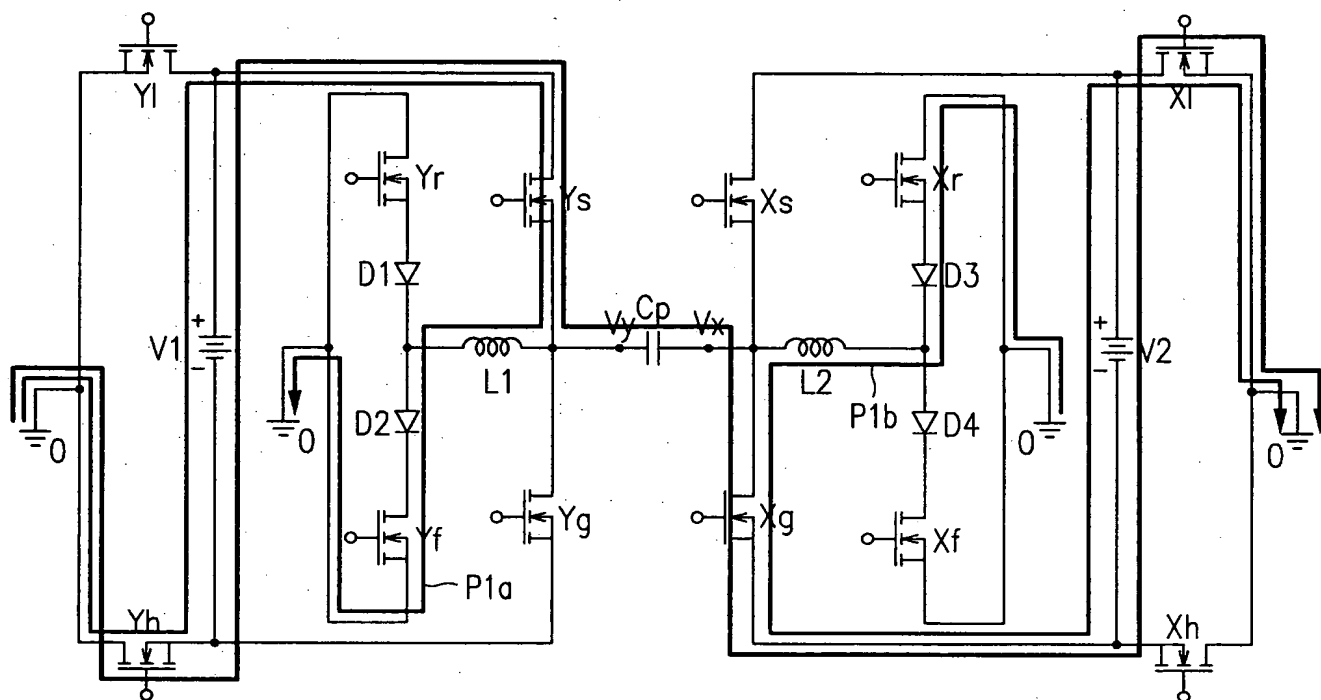 Yl
Xl
Yr
Ys
Xs
Xr
D1
D3
Cp
Vy
Vx
+
V1
-
L1
L2
+
V2
-
P1b
D2
D4
0
0
0
0
Yf
Yg
Xg
Xf
P1a
Yh
Xh